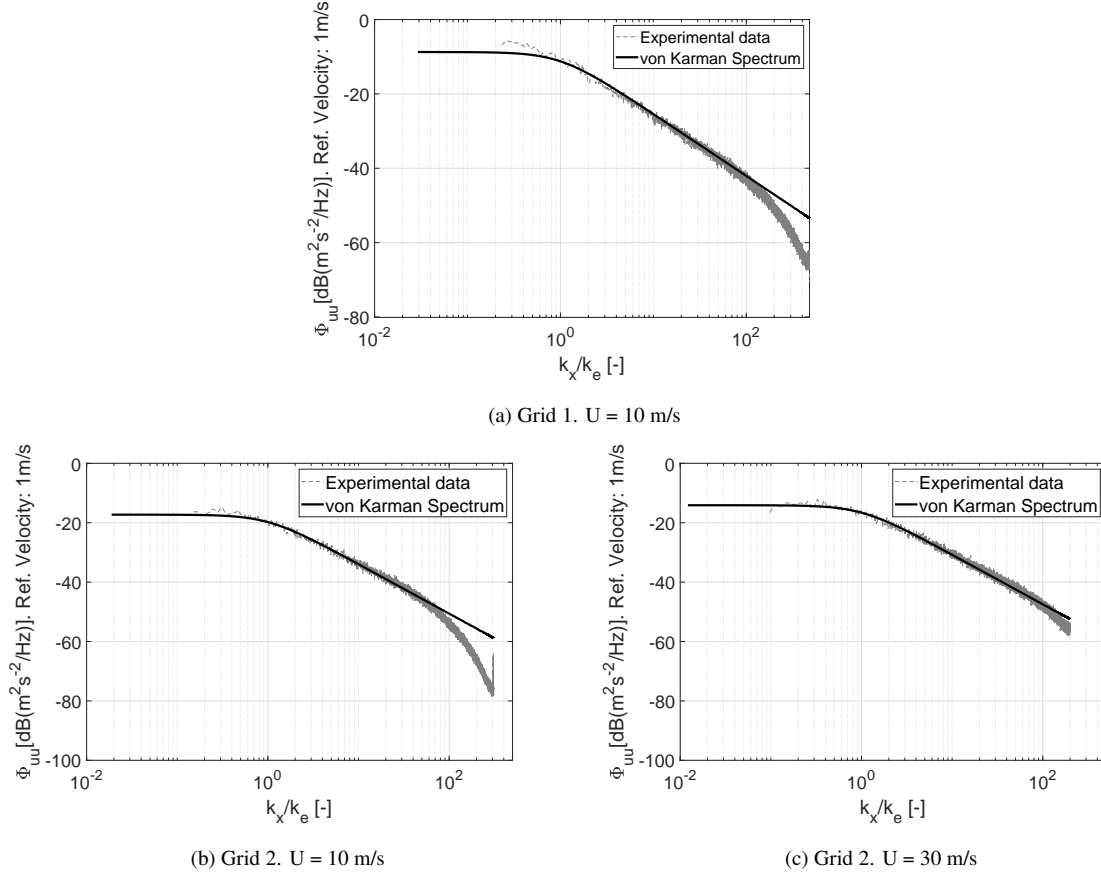 Φuu[dB(m²s⁻²/Hz)]. Ref. Velocity: 1m/s
0
-20
-40
-60
-80
10⁻²
10⁰
10²
kx/ke [-]
Experimental data
von Karman Spectrum
(a) Grid 1. U = 10 m/s
Φuu[dB(m²s⁻²/Hz)]. Ref. Velocity: 1m/s
0
-20
-40
-60
-80
-100
10⁻²
10⁰
10²
kx/ke [-]
Experimental data
von Karman Spectrum
(b) Grid 2. U = 10 m/s
Φuu[dB(m²s⁻²/Hz)]. Ref. Velocity: 1m/s
0
-20
-40
-60
-80
-100
10⁻²
10⁰
10²
kx/ke [-]
Experimental data
von Karman Spectrum
(c) Grid 2. U = 30 m/s